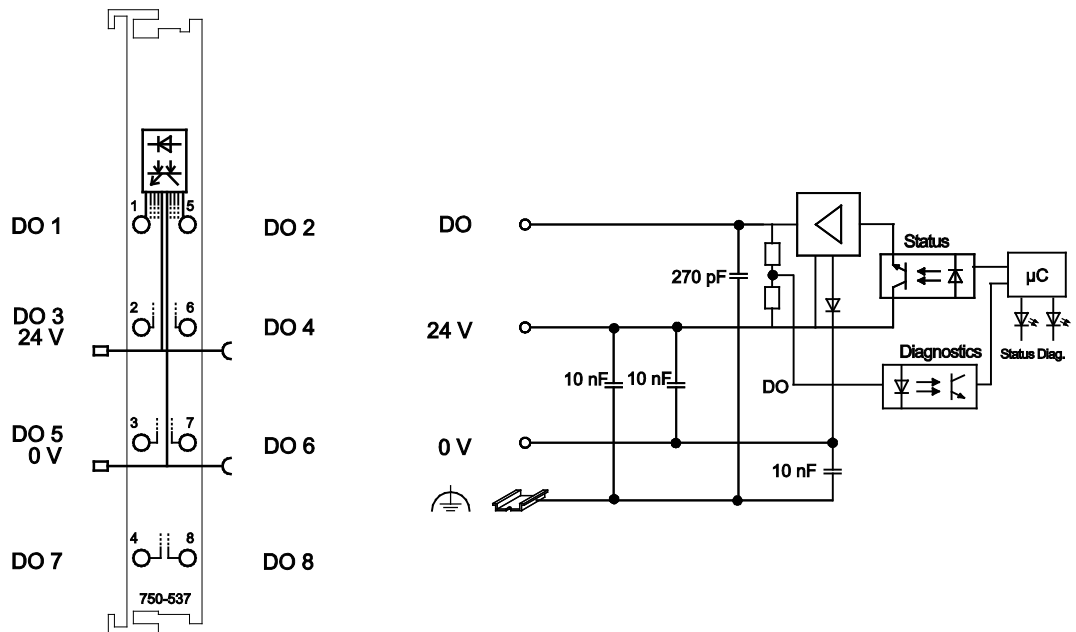 1
5
DO 1
DO 2
2
6
DO 3
24 V
DO 4
3
7
DO 5
0 V
DO 6
4
8
DO 7
DO 8
750-537
DO
Status
270 pF
µC
24 V
Diagnostics
Status Diag.
10 nF
10 nF
DO
0 V
10 nF